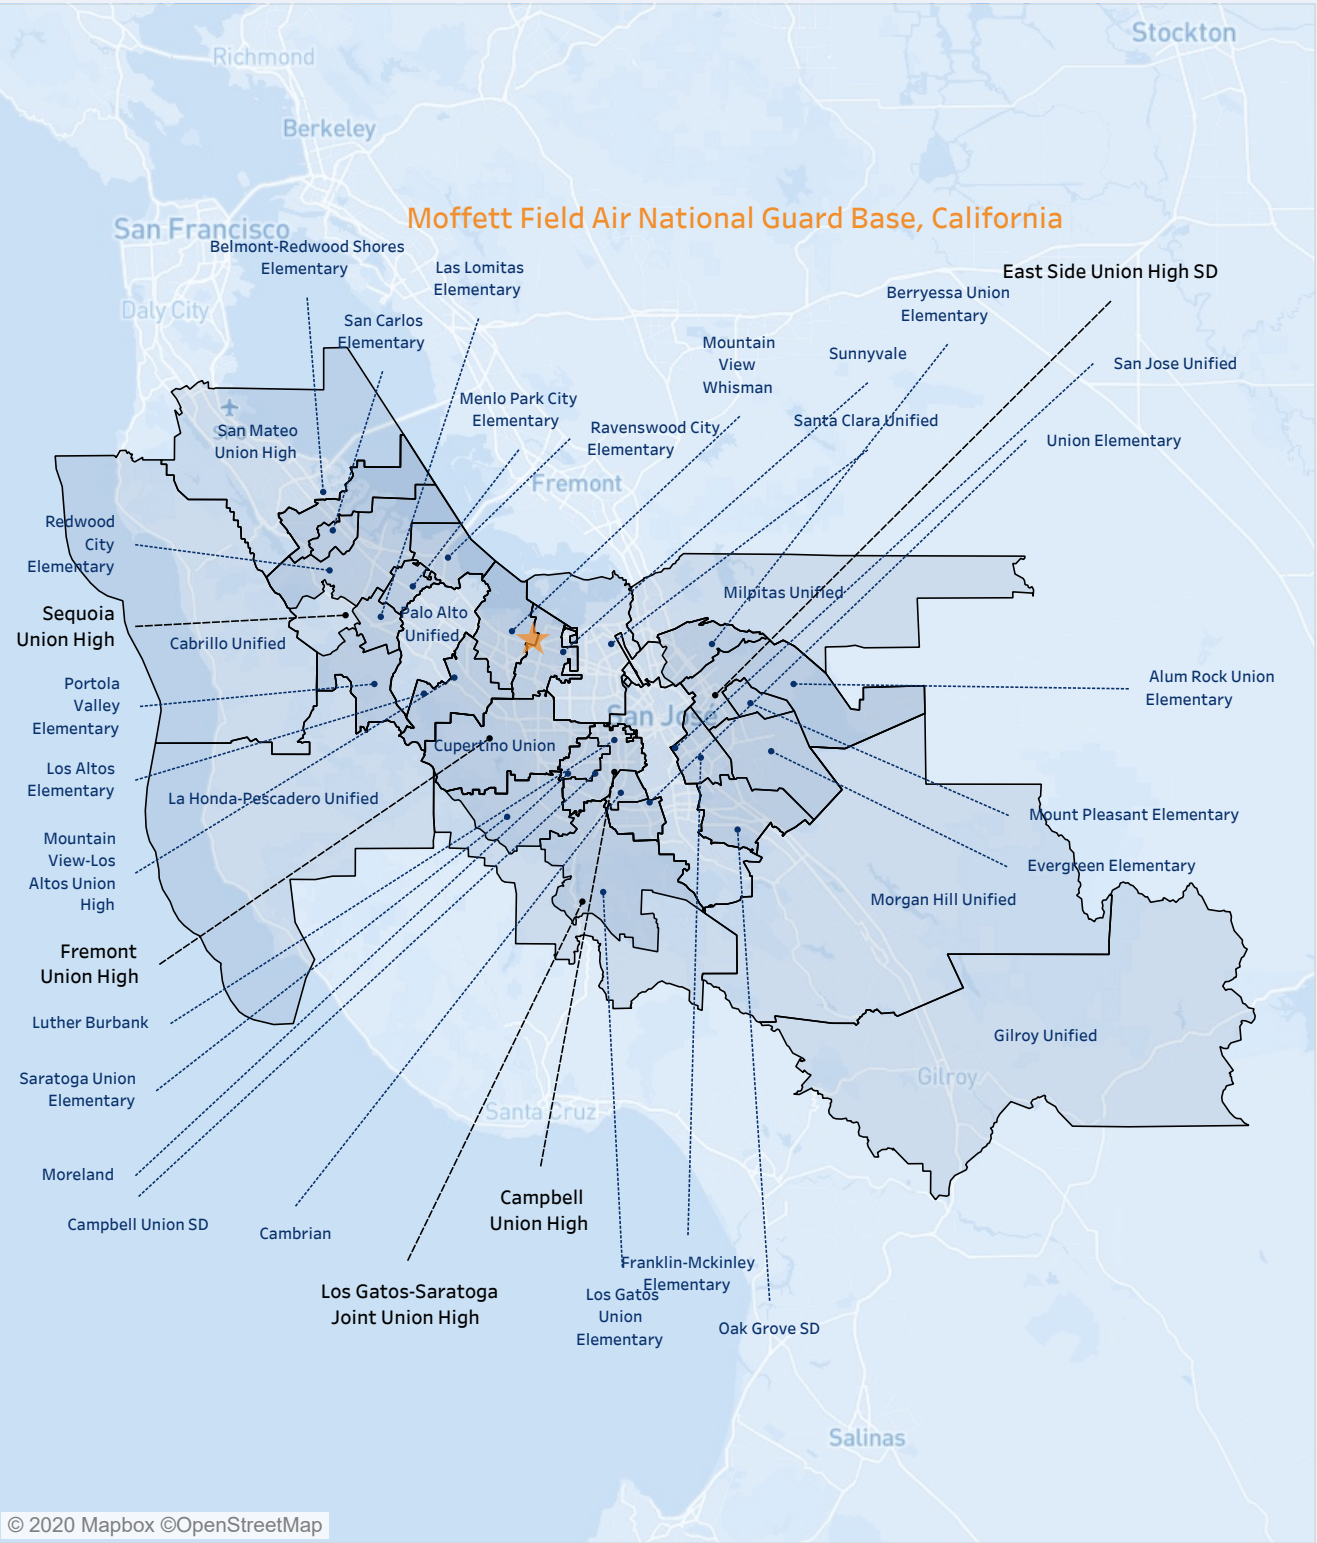 Stockton
Richmond
Berkeley
San Francisco
Moffett Field Air National Guard Base, California
Belmont-Redwood Shores
Elementary
Las Lomitas
Elementary
East Side Union High SD
Berryessa Union
Elementary
Daly City
San Carlos
Elementary
Mountain
View
Whisman
Sunnyvale
San Jose Unified
Menlo Park City
Elementary
Ravenswood City
Elementary
Santa Clara Unified
Union Elementary
San Mateo
Union High
Fremont
Redwood
City
Elementary
Milpitas Unified
Sequoia
Union High
Palo Alto
Unified
Cabrillo Unified
Portola
Valley
Elementary
Alum Rock Union
Elementary
San José
Cupertino Union
Los Altos
Elementary
La Honda-Pescadero Unified
Mount Pleasant Elementary
Mountain
View-Los
Altos Union
High
Evergreen Elementary
Morgan Hill Unified
Fremont
Union High
Luther Burbank
Gilroy Unified
Gilroy
Saratoga Union
Elementary
Santa Cruz
Moreland
Campbell
Union High
Campbell Union SD
Cambrian
Franklin-Mckinley
Elementary
Los Gatos-Saratoga
Joint Union High
Los Gatos
Union
Elementary
Oak Grove SD
Salinas
© 2020 Mapbox ©OpenStreetMap